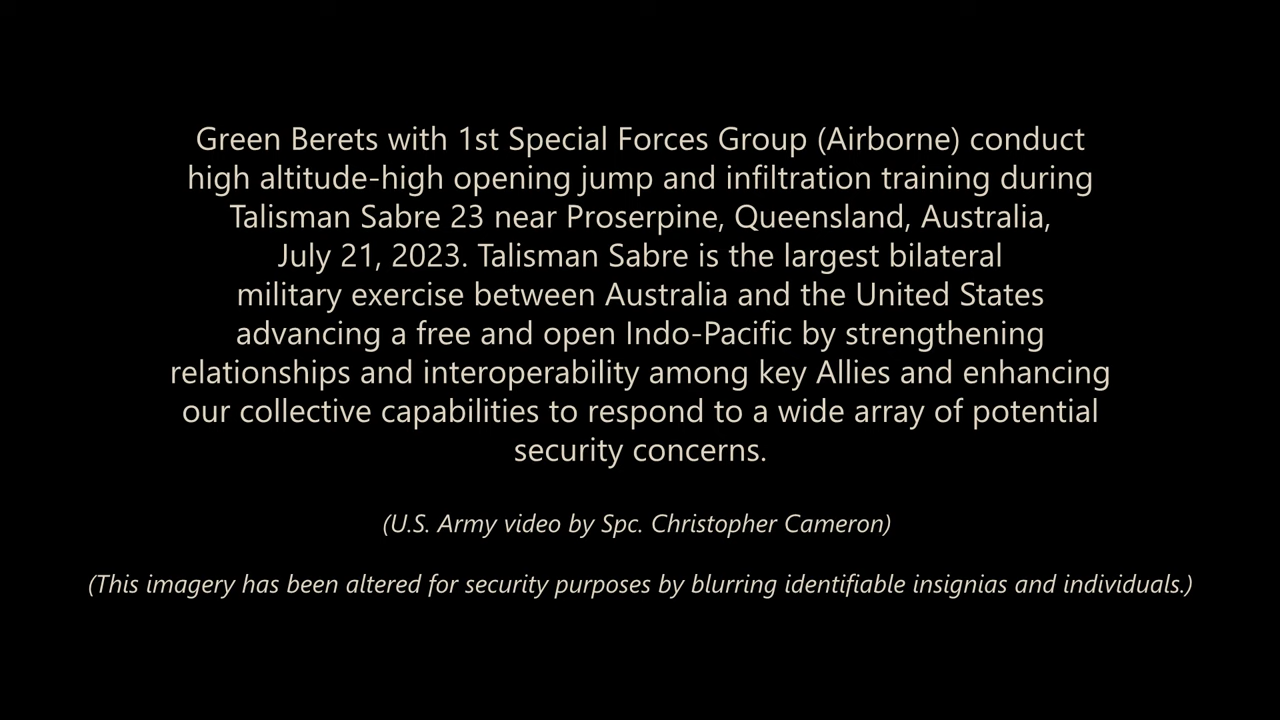 Green Berets with 1st Special Forces Group (Airborne) conduct
high altitude-high opening jump and infiltration training during
Talisman Sabre 23 near Proserpine, Queensland, Australia,
July 21, 2023. Talisman Sabre is the largest bilateral
military exercise between Australia and the United States
advancing a free and open Indo-Pacific by strengthening
relationships and interoperability among key Allies and enhancing
our collective capabilities to respond to a wide array of potential
security concerns.
(U.S. Army video by Spc. Christopher Cameron)
(This imagery has been altered for security purposes by blurring identifiable insignias and individuals.)